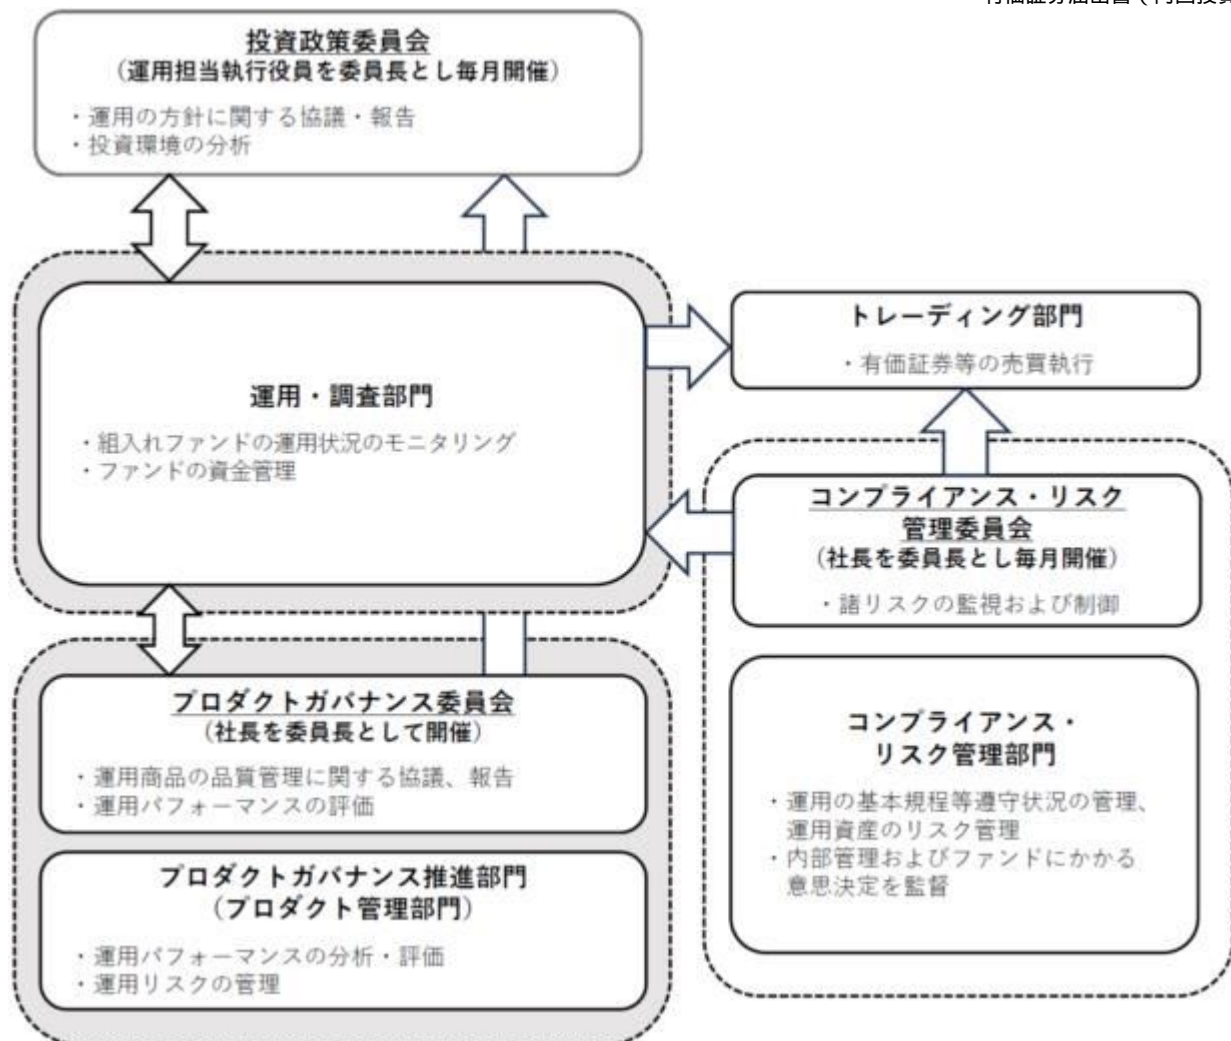 投資政策委員会
(運用担当執行役員を委員長とし毎月開催)
・運用の方針に関する協議・報告
・投資環境の分析
運用・調査部門
・組入れファンドの運用状況のモニタリング
・ファンドの資金管理
トレーディング部門
・有価証券等の売買執行
コンプライアンス・リスク
管理委員会
(社長を委員長とし毎月開催)
・諸リスクの監視および制御
プロダクトガバナンス委員会
(社長を委員長として開催)
・運用商品の品質管理に関する協議、報告
・運用パフォーマンスの評価
プロダクトガバナンス推進部門
(プロダクト管理部門)
・運用パフォーマンスの分析・評価
・運用リスクの管理
コンプライアンス・
リスク管理部門
・運用の基本規程等遵守状況の管理、
運用資産のリスク管理
・内部管理およびファンドにかかる
意思決定を監督